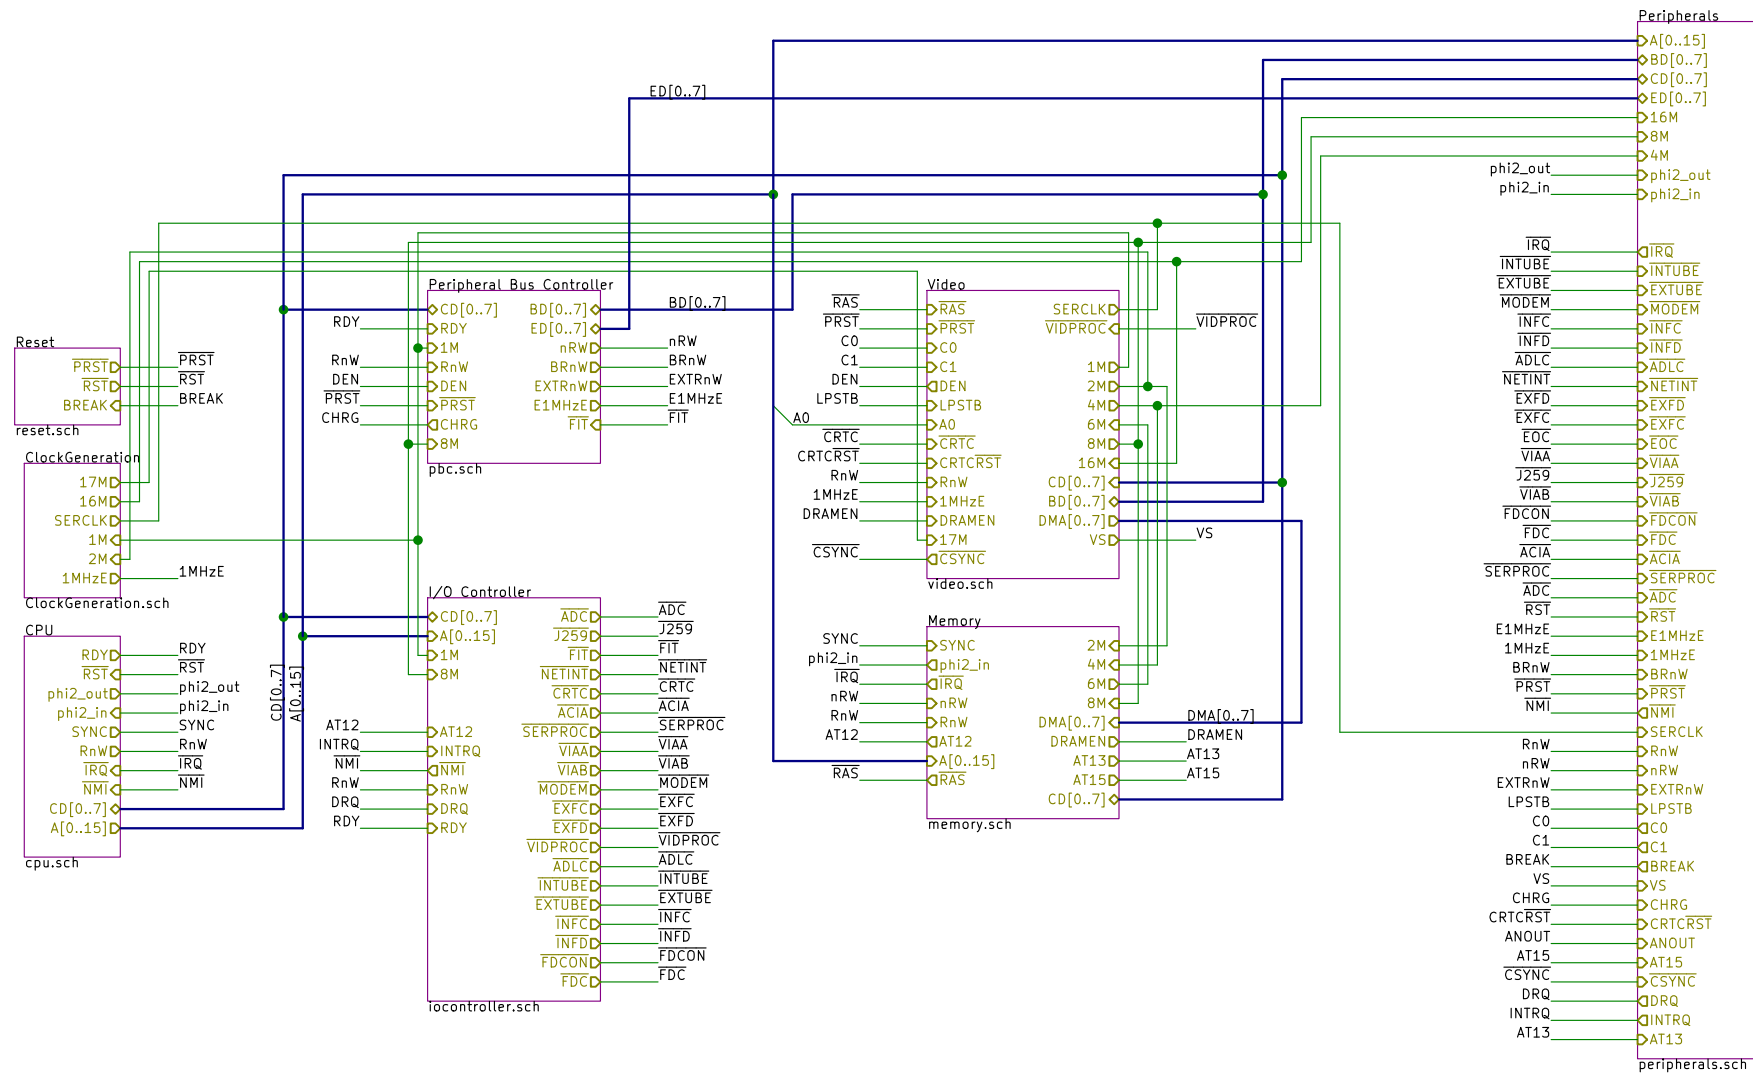 Peripherals
A[0..15]
BD[0..7]
CD[0..7]
ED[0..7]
ED[0..7]
16M
8M
4M
phi2_out phi2_out
phi2_in phi2_in
IRQ IRQ
INTUBE INTUBE
EXTUBE EXTUBE
MODEM MODEM
INFC INFC
INFD INFD
ADLC ADLC
NETINT NETINT
EXFD EXFD
EXFC EXFC
EOC EOC
VIAA VIAA
J259 J259
VIAB VIAB
FDCON FDCON
FDC FDC
ACIA ACIA
SERPROC SERPROC
ADC ADC
RST RST
E1MHzE E1MHzE
1MHzE 1MHzE
BRnW BRnW
PRST PRST
NMI NMI
SERCLK
RnW RnW
nRW nRW
EXTRnW EXTRnW
LPSTB LPSTB
C0 C0
C1 C1
BREAK BREAK
VS VS
CHRG CHRG
CRTCRST CRTCRST
ANOUT ANOUT
AT15 AT15
CSYNC CSYNC
DRQ DRQ
INTRQ INTRQ
AT13 AT13
peripherals.sch
Peripheral Bus Controller
CD[0..7] BD[0..7] BD[0..7]
RDY RDY ED[0..7]
1M nRW nRW
RnW RnW BRnW BRnW
DEN DEN EXTRnW EXTRnW
PRST PRST E1MHzE E1MHzE
CHRG CHRG FIT FIT
8M
pbc.sch
Video
RAS RAS SERCLK
PRST PRST VIDPROC VIDPROC
C0 C0
C1 C1 1M
DEN DEN 2M
LPSTB LPSTB 4M
A0 A0 6M
CRTC CRTC 8M
CRTCRST CRTCRST 16M
RnW RnW CD[0..7]
1MHzE 1MHzE BD[0..7]
DRAMEN DRAMEN DMA[0..7]
17M VS VS
CSYNC CSYNC
video.sch
Reset
PRST PRST
RST RST
BREAK BREAK
reset.sch
ClockGeneration
17M
16M
SERCLK
1M
2M
1MHzE 1MHzE
ClockGeneration.sch
CPU
RDY RDY
RST RST
phi2_out phi2_out
phi2_in phi2_in
SYNC SYNC
RnW RnW
IRQ IRQ
NMI NMI
CD[0..7]
A[0..15]
cpu.sch
CD[0..7]
A[0..15]
I/O Controller
CD[0..7] ADC ADC
A[0..15] J259 J259
1M FIT FIT
8M NETINT NETINT
CRTC CRTC
ACIA ACIA
AT12 AT12 SERPROC SERPROC
INTRQ INTRQ VIAA VIAA
NMI NMI VIAB VIAB
RnW RnW MODEM MODEM
DRQ DRQ EXFC EXFC
RDY RDY EXFD EXFD
VIDPROC VIDPROC
ADLC ADLC
INTUBE INTUBE
EXTUBE EXTUBE
INFC INFC
INFD INFD
FDCON FDCON
FDC FDC
iocontroller.sch
Memory
SYNC SYNC 2M
phi2_in phi2_in 4M
IRQ IRQ 6M
nRW nRW 8M
RnW RnW DMA[0..7] DMA[0..7]
AT12 AT12 DRAMEN DRAMEN
A[0..15] AT13 AT13
RAS RAS AT15 AT15
CD[0..7]
memory.sch